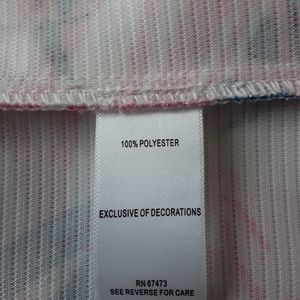 100% POLYESTER
EXCLUSIVE OF DECORATIONS
RN 67473
SEE REVERSE FOR CARE